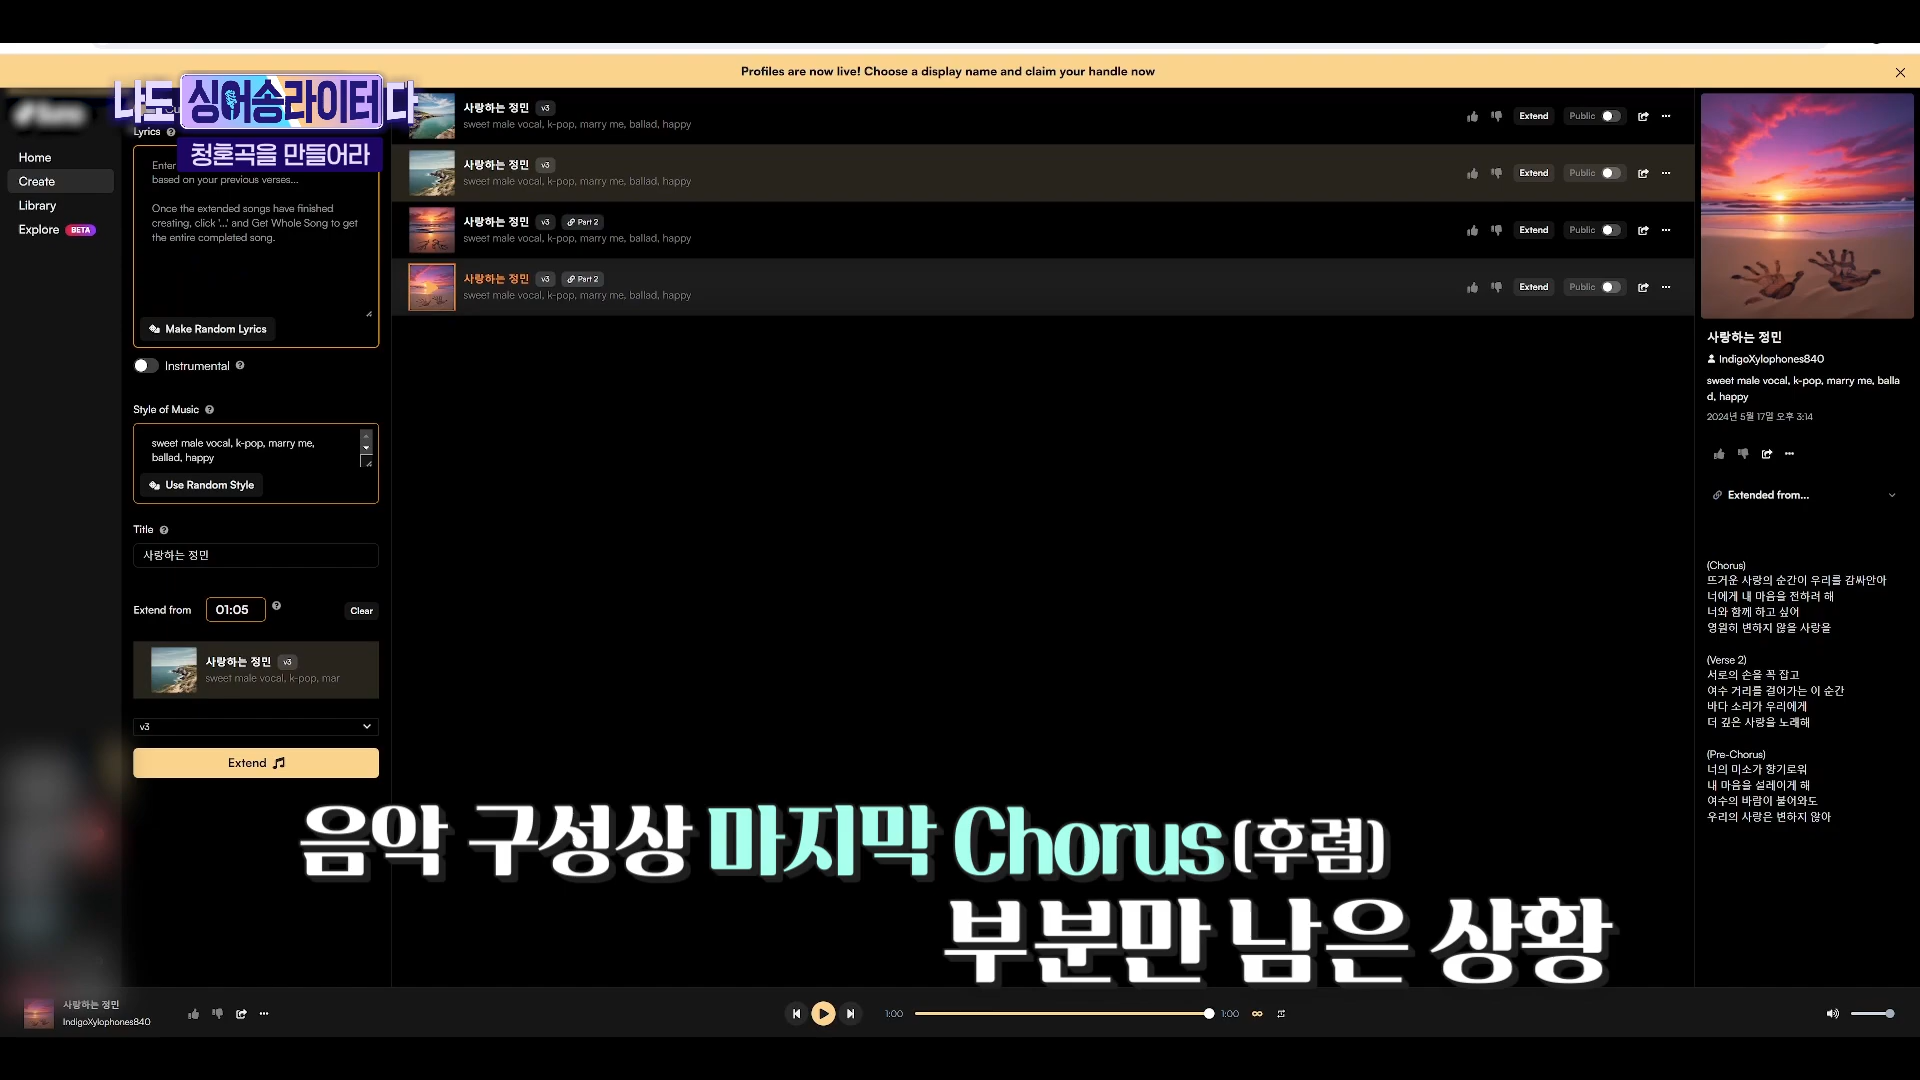 Profiles are now live! Choose a display name and claim your handle now
나도 싱어송라이터다
청혼곡을 만들어라
Home
Create
Library
Explore BETA
Lyrics
Enter
based on your previous verses...
Once the extended songs have finished
creating, click '...' and Get Whole Song to get
the entire completed song.
Make Random Lyrics
Instrumental
Style of Music
sweet male vocal, k-pop, marry me,
ballad, happy
Use Random Style
Title
사랑하는 정민
Extend from 01:05 Clear
사랑하는 정민 v3
sweet male vocal, k-pop, mar
v3
Extend
사랑하는 정민 v3
sweet male vocal, k-pop, marry me, ballad, happy
Extend Public
사랑하는 정민 v3
sweet male vocal, k-pop, marry me, ballad, happy
Extend Public
사랑하는 정민 v3 Part 2
sweet male vocal, k-pop, marry me, ballad, happy
Extend Public
사랑하는 정민 v3 Part 2
sweet male vocal, k-pop, marry me, ballad, happy
Extend Public
사랑하는 정민
IndigoXylophones840
sweet male vocal, k-pop, marry me, balla
d, happy
2024년 5월 17일 오후 3:14
Extended from...
(Chorus)
뜨거운 사랑의 순간이 우리를 감싸안아
너에게 내 마음을 전하려 해
너와 함께 하고 싶어
영원히 변하지 않을 사랑을
(Verse 2)
서로의 손을 꼭 잡고
여수 거리를 걸어가는 이 순간
바다 소리가 우리에게
더 깊은 사랑을 노래해
(Pre-Chorus)
너의 미소가 향기로워
내 마음을 설레이게 해
여수의 바람이 불어와도
우리의 사랑은 변하지 않아
음악 구성상 마지막 Chorus(후렴)
부분만 남은 상황
사랑하는 정민
IndigoXylophones840
1:00 1:00